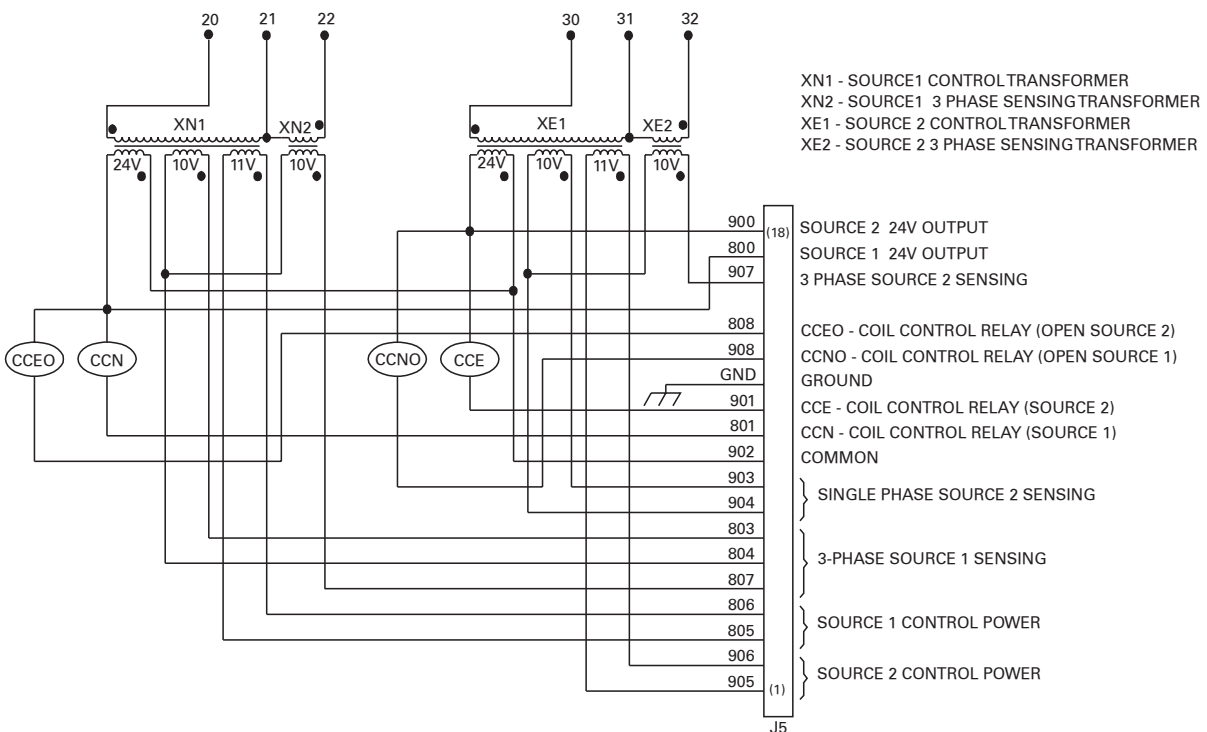 20 21 22 30 31 32
XN1 - SOURCE1 CONTROL TRANSFORMER
XN2 - SOURCE1 3 PHASE SENSING TRANSFORMER
XE1 - SOURCE 2 CONTROL TRANSFORMER
XE2 - SOURCE 2 3 PHASE SENSING TRANSFORMER
XN1 XN2 XE1 XE2
24V 10V 11V 10V 24V 10V 11V 10V
900 (18) SOURCE 2 24V OUTPUT
800 SOURCE 1 24V OUTPUT
907 3 PHASE SOURCE 2 SENSING
808 CCEO - COIL CONTROL RELAY (OPEN SOURCE 2)
CCEO CCN CCNO CCE
908 CCNO - COIL CONTROL RELAY (OPEN SOURCE 1)
GND GROUND
901 CCE - COIL CONTROL RELAY (SOURCE 2)
801 CCN - COIL CONTROL RELAY (SOURCE 1)
902 COMMON
903
SINGLE PHASE SOURCE 2 SENSING
904
803
804 3-PHASE SOURCE 1 SENSING
807
806
SOURCE 1 CONTROL POWER
805
906
SOURCE 2 CONTROL POWER
905 (1)
J5